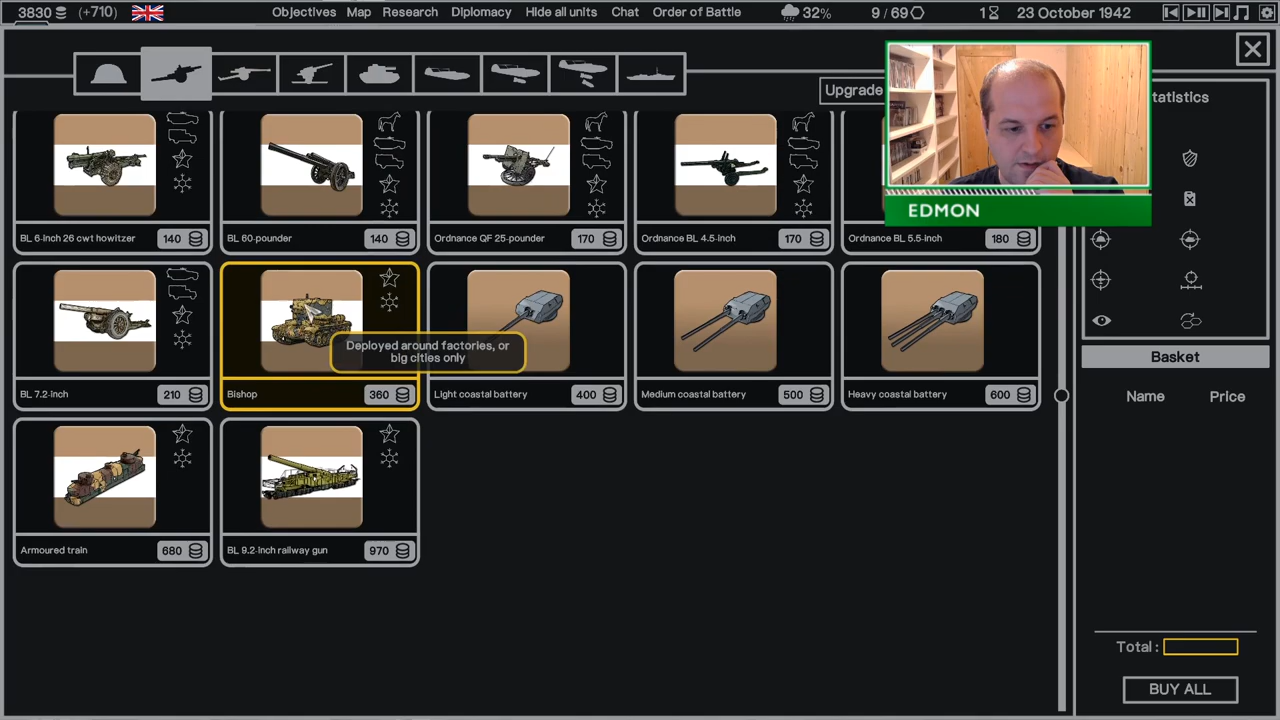 3830 (+710) Objectives Map Research Diplomacy Hide all units Chat Order of Battle 32% 9 / 69 1 23 October 1942
Upgrade
tatistics
EDMON
BL 6-inch 26 cwt howitzer 140
BL 60-pounder 140
Ordnance QF 25-pounder 170
Ordnance BL 4.5-inch 170
Ordnance BL 5.5-inch 180
Deployed around factories, or
big cities only
BL 7.2-inch 210
Bishop 360
Light coastal battery 400
Medium coastal battery 500
Heavy coastal battery 600
Basket
Name Price
Armoured train 680
BL 9.2-inch railway gun 970
Total :
BUY ALL